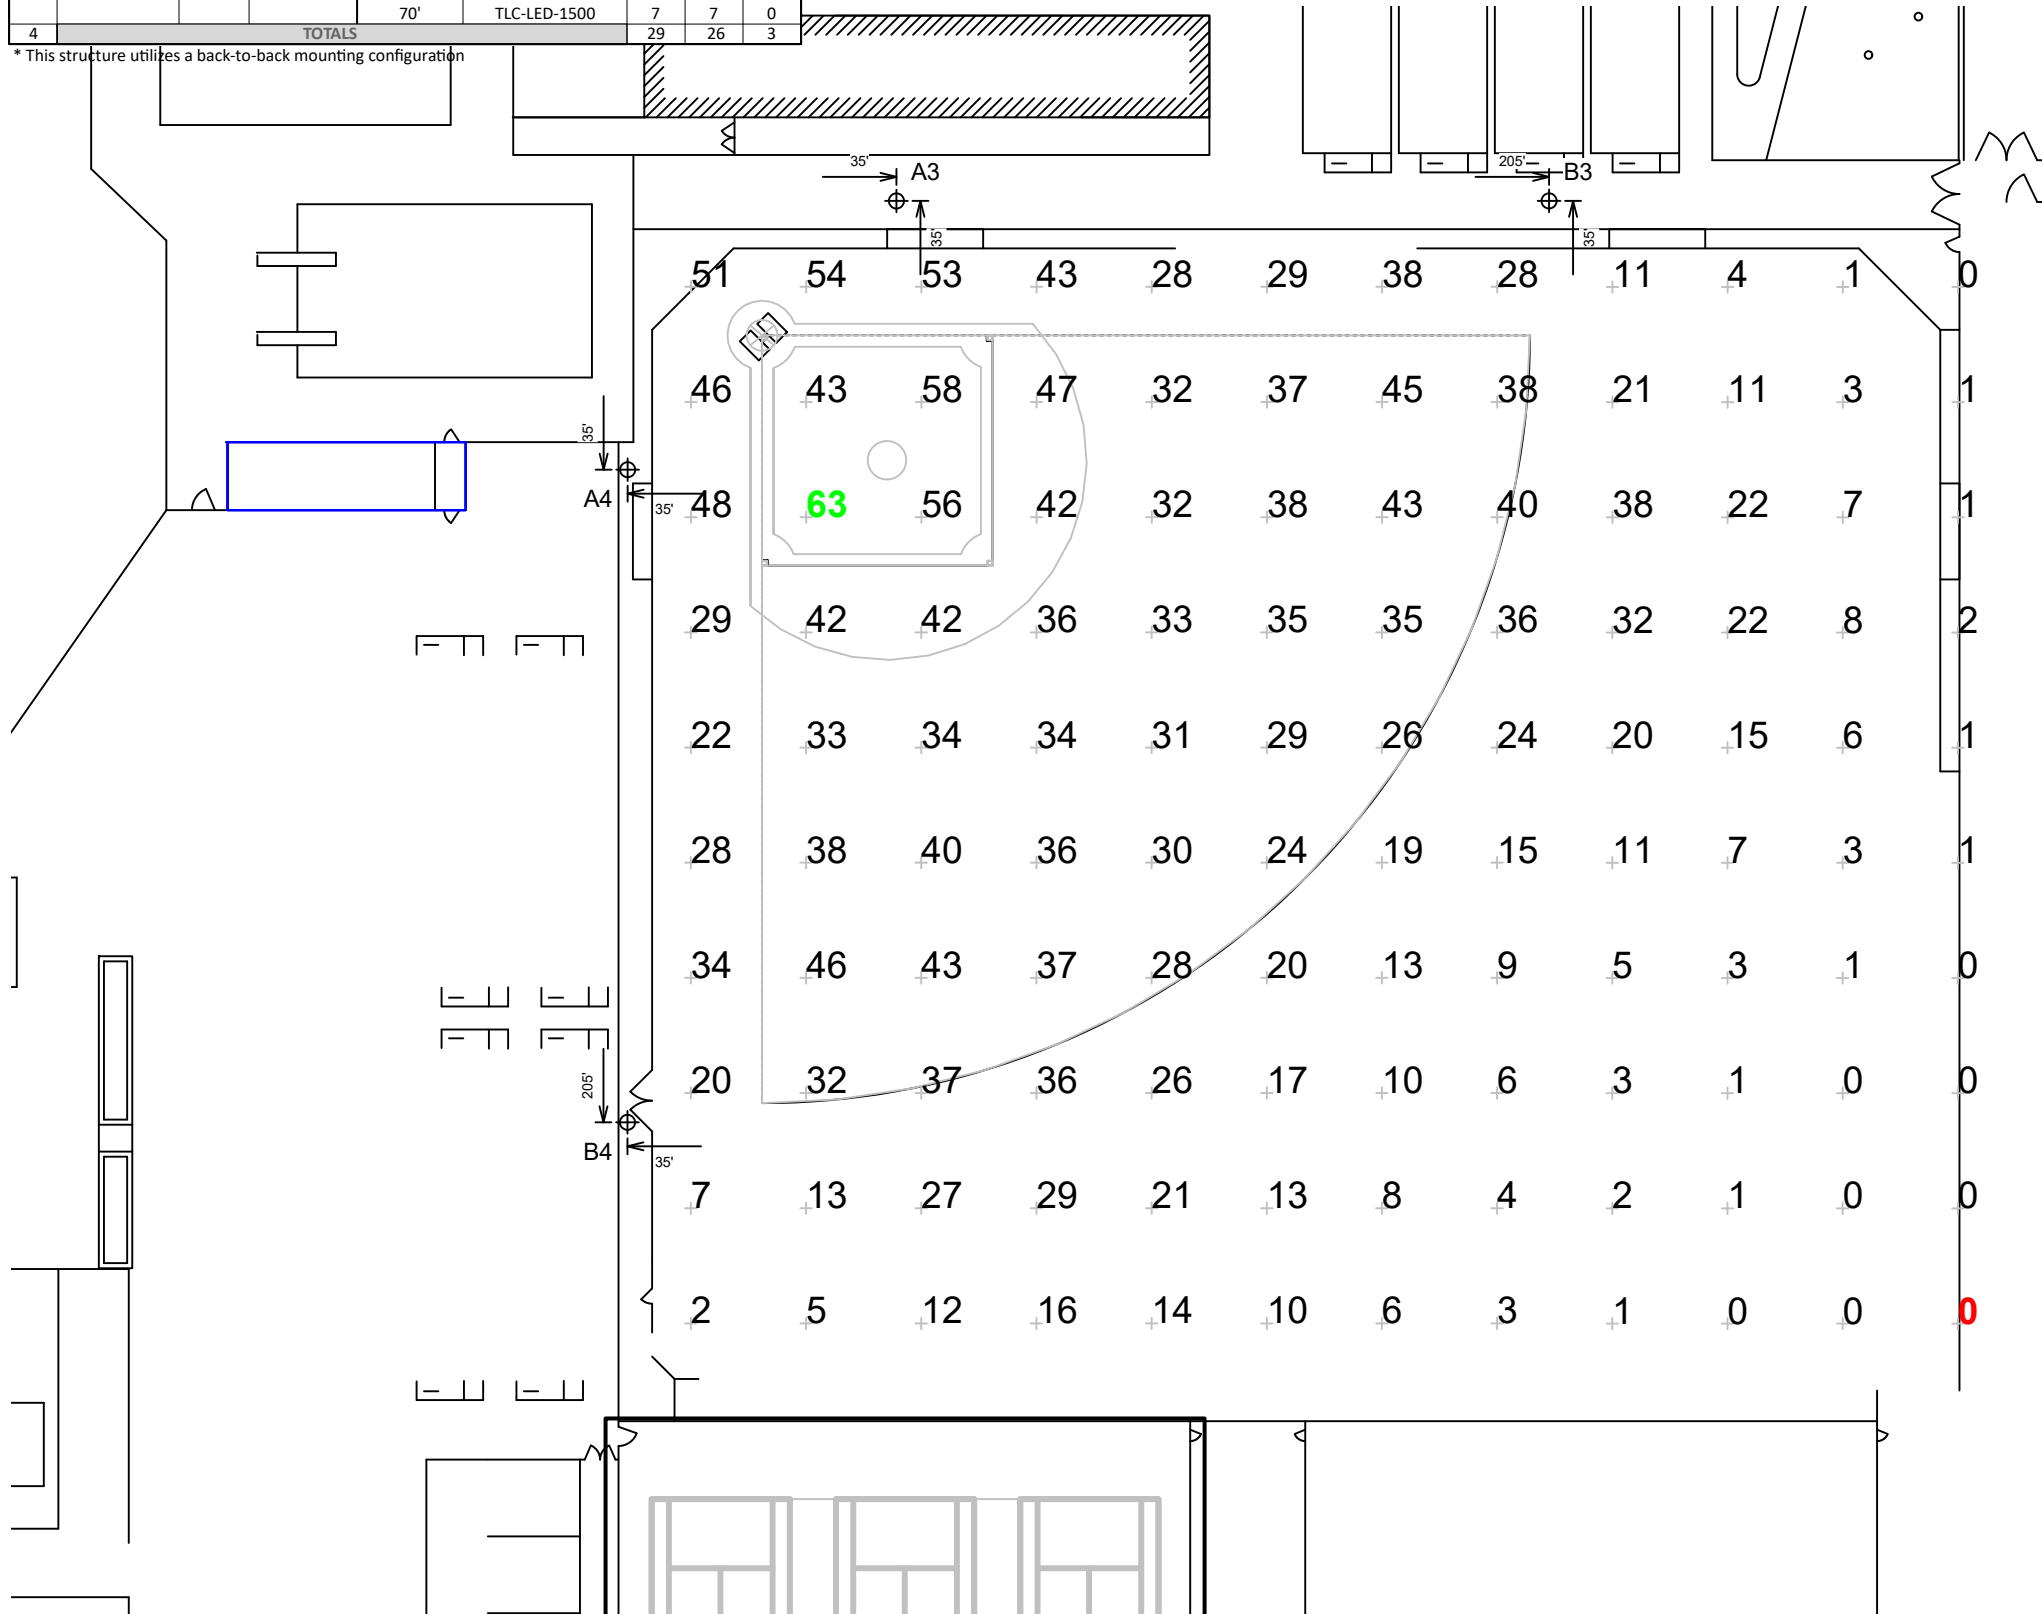 70' TLC-LED-1500 7 7 0
4 TOTALS 29 26 3
* This structure utilizes a back-to-back mounting configuration
35' A3
205' B3
35'
35'
51 54 53 43 28 29 38 28 11 4 1 0
46 43 58 47 32 37 45 38 21 11 3 1
35'
A4
35'
48 63 56 42 32 38 43 40 38 22 7 1
29 42 42 36 33 35 35 36 32 22 8 2
22 33 34 34 31 29 26 24 20 15 6 1
28 38 40 36 30 24 19 15 11 7 3 1
34 46 43 37 28 20 13 9 5 3 1 0
20 32 37 36 26 17 10 6 3 1 0 0
205'
B4
35'
7 13 27 29 21 13 8 4 2 1 0 0
2 5 12 16 14 10 6 3 1 0 0 0